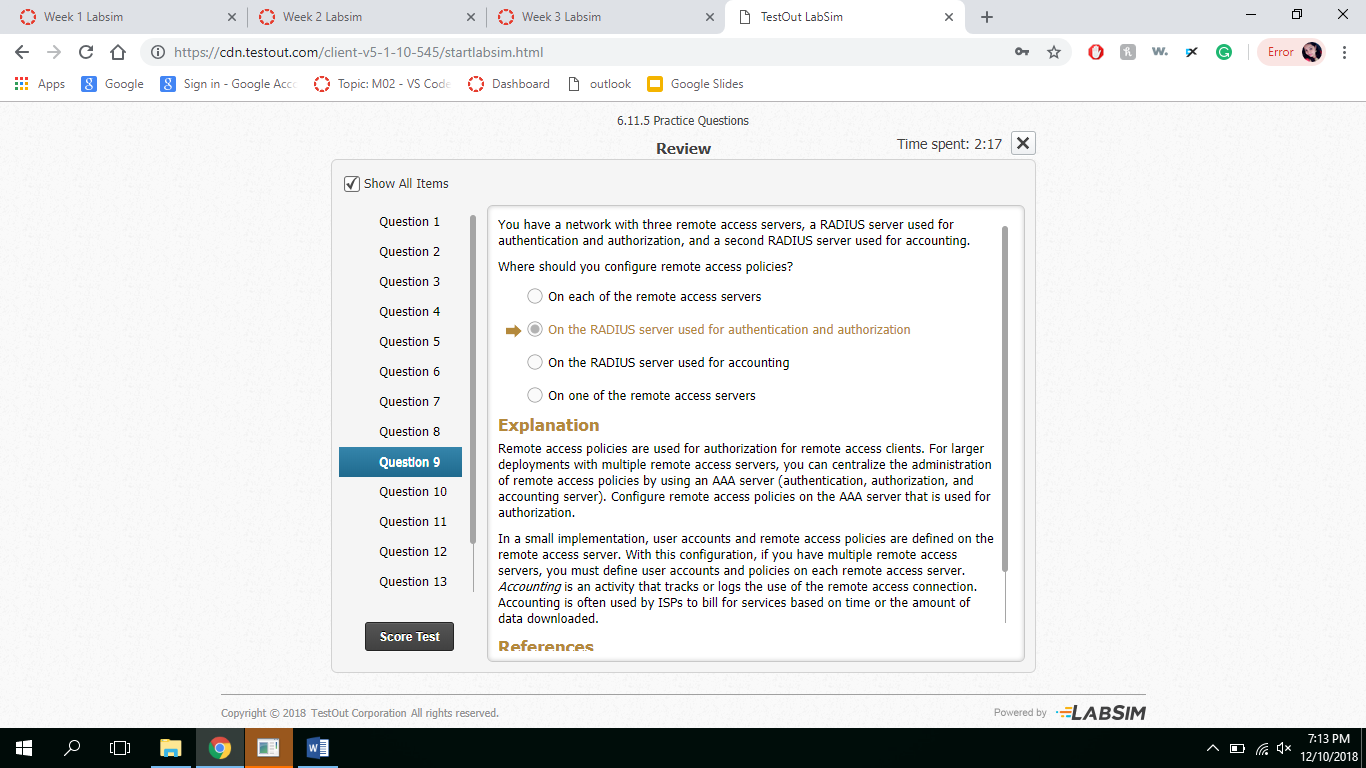 Week 1 Labsim
Week 2 Labsim
Week 3 Labsim
TestOut LabSim
https://cdn.testout.com/client-v5-1-10-545/startlabsim.html
Error
Apps
Google
Sign in - Google Acc
Topic: M02 - VS Code
Dashboard
outlook
Google Slides
6.11.5 Practice Questions
Review
Time spent: 2:17
Show All Items
Question 1
Question 2
Question 3
Question 4
Question 5
Question 6
Question 7
Question 8
Question 9
Question 10
Question 11
Question 12
Question 13
Score Test
You have a network with three remote access servers, a RADIUS server used for
authentication and authorization, and a second RADIUS server used for accounting.
Where should you configure remote access policies?
On each of the remote access servers
On the RADIUS server used for authentication and authorization
On the RADIUS server used for accounting
On one of the remote access servers
Explanation
Remote access policies are used for authorization for remote access clients. For larger
deployments with multiple remote access servers, you can centralize the administration
of remote access policies by using an AAA server (authentication, authorization, and
accounting server). Configure remote access policies on the AAA server that is used for
authorization.
In a small implementation, user accounts and remote access policies are defined on the
remote access server. With this configuration, if you have multiple remote access
servers, you must define user accounts and policies on each remote access server.
Accounting is an activity that tracks or logs the use of the remote access connection.
Accounting is often used by ISPs to bill for services based on time or the amount of
data downloaded.
References
Copyright © 2018 TestOut Corporation All rights reserved.
Powered by LABSIM
7:13 PM
12/10/2018